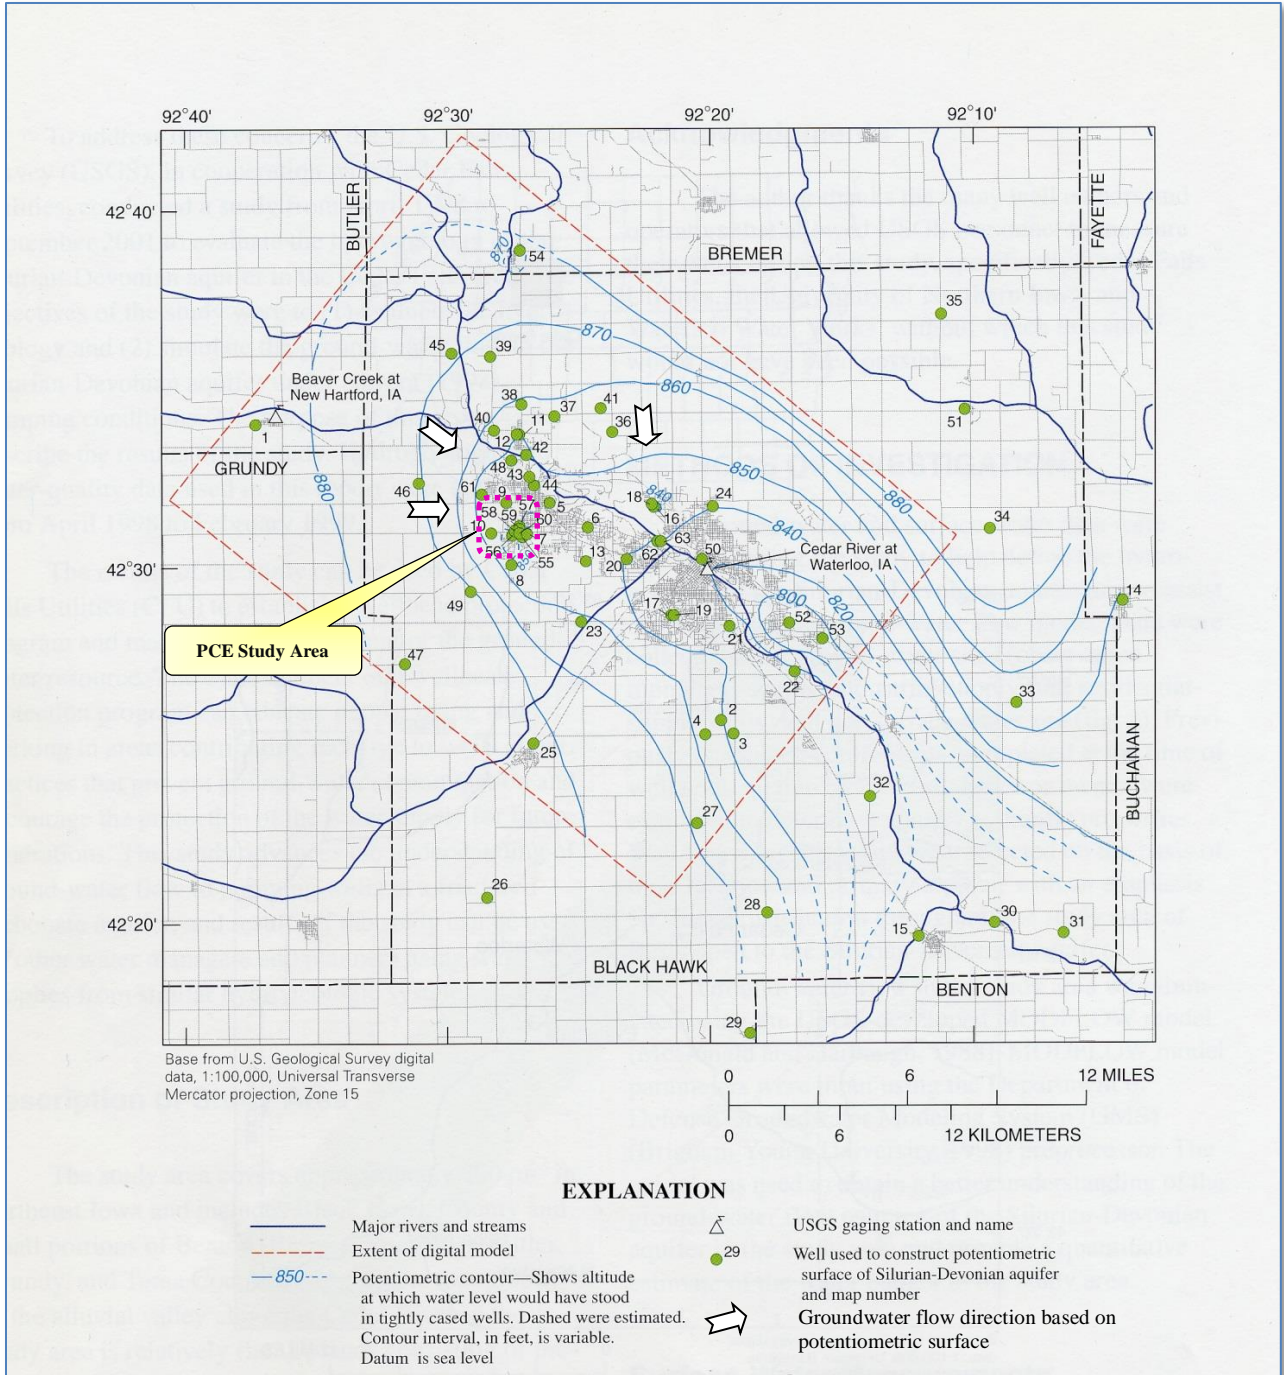 92°40' 92°30' 92°20' 92°10'
42°40'
BUTLER
FAYETTE
870
54
BREMER
35
45
39
870
Beaver Creek at
New Hartford, IA
860
38
37
41
1
40
11
36
51
12
42
GRUNDY
48
850
43
880
46
61
9
44
18
840
24
880
58
57
5
59
60
6
16
840
34
10
7
63
56
13
62
50
Cedar River at
Waterloo, IA
42°30'
55
20
8
14
49
17
19
800
820
52
53
23
21
PCE Study Area
47
22
33
2
4
3
25
32
BUCHANAN
27
26
28
30
31
42°20'
15
BLACK HAWK
BENTON
29
Base from U.S. Geological Survey digital
data, 1:100,000, Universal Transverse
Mercator projection, Zone 15
0 6 12 MILES
0 6 12 KILOMETERS
EXPLANATION
Major rivers and streams
Extent of digital model
850
Potentiometric contour—Shows altitude
at which water level would have stood
in tightly cased wells. Dashed were estimated.
Contour interval, in feet, is variable.
Datum is sea level
USGS gaging station and name
29
Well used to construct potentiometric
surface of Silurian-Devonian aquifer
and map number
Groundwater flow direction based on
potentiometric surface